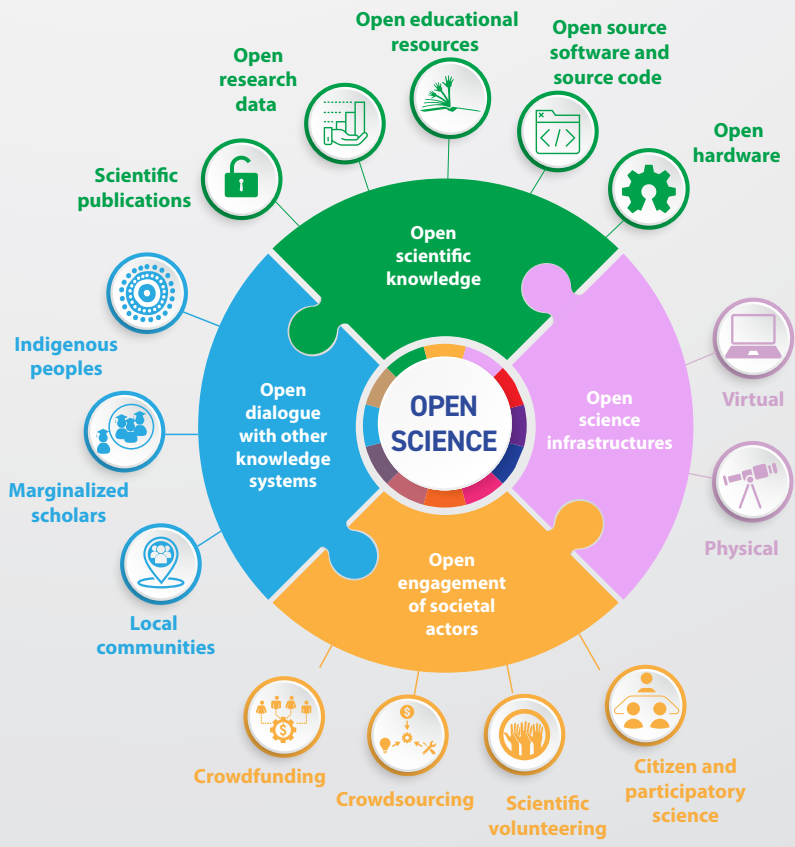 Open educational
resources
Open source
software and
source code
Open
research
data
Open
hardware
Scientific
publications
Open
scientific
knowledge
Indigenous
peoples
Virtual
Open
dialogue
with other
knowledge
systems
OPEN
SCIENCE
Open
science
infrastructures
Marginalized
scholars
Physical
Open
engagement
of societal
actors
Local
communities
Crowdfunding
Crowdsourcing
Scientific
volunteering
Citizen and
participatory
science